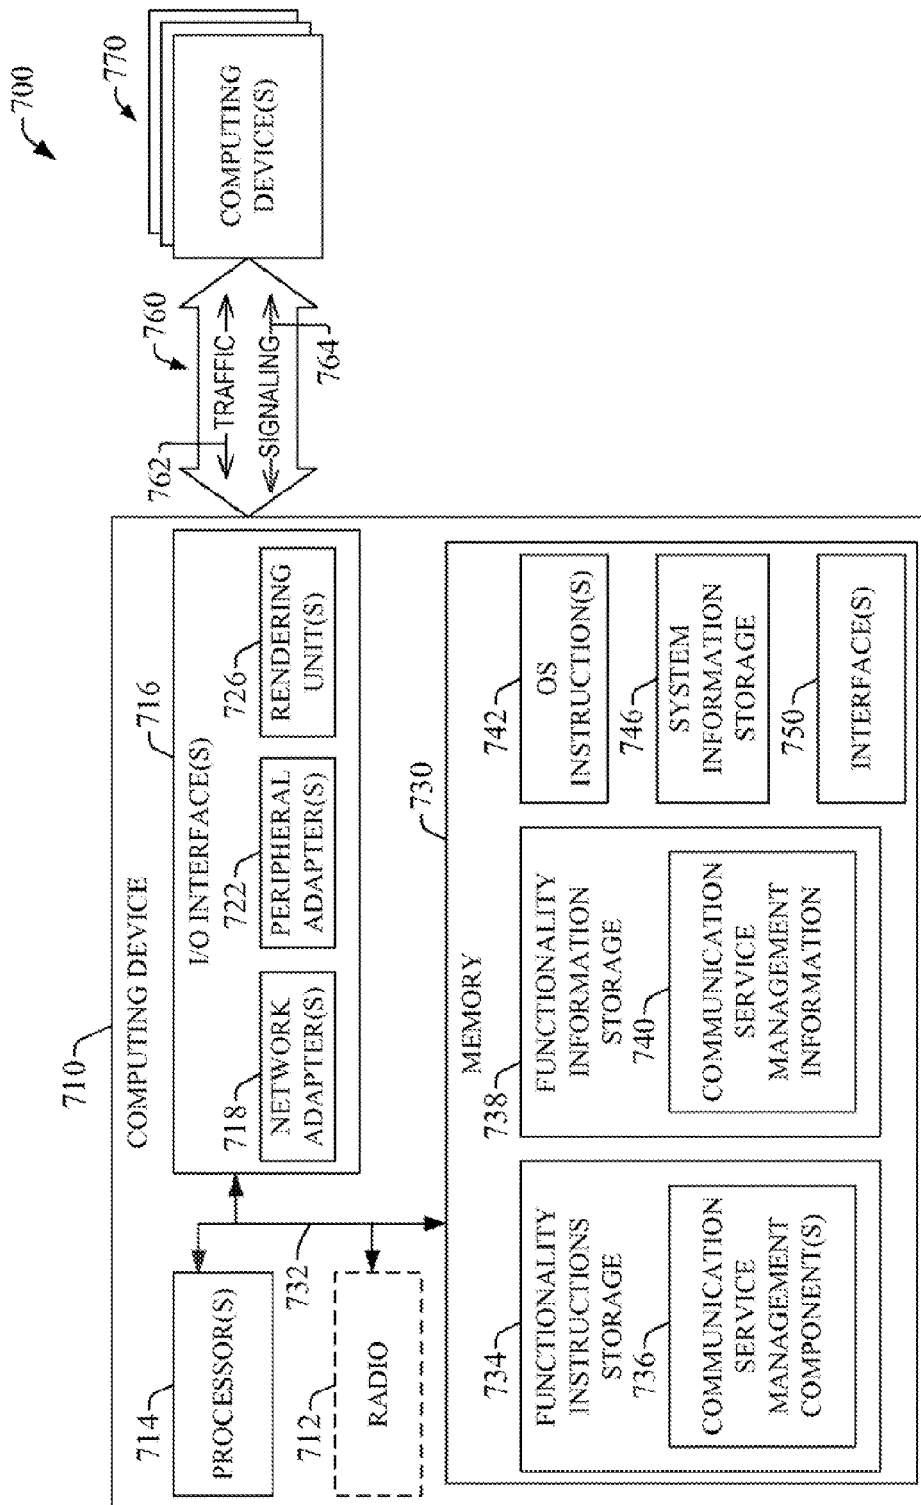 700
710
COMPUTING DEVICE
714
PROCESSOR(S)
712
RADIO
732
716
I/O INTERFACE(S)
718
NETWORK
ADAPTER(S)
722
PERIPHERAL
ADAPTER(S)
726
RENDERING
UNIT(S)
760
762
TRAFFIC
SIGNALING
764
770
COMPUTING
DEVICE(S)
730
MEMORY
734
FUNCTIONALITY
INSTRUCTIONS
STORAGE
736
COMMUNICATION
SERVICE
MANAGEMENT
COMPONENT(S)
738
FUNCTIONALITY
INFORMATION
STORAGE
740
COMMUNICATION
SERVICE
MANAGEMENT
INFORMATION
742
OS
INSTRUCTION(S)
746
SYSTEM
INFORMATION
STORAGE
750
INTERFACE(S)